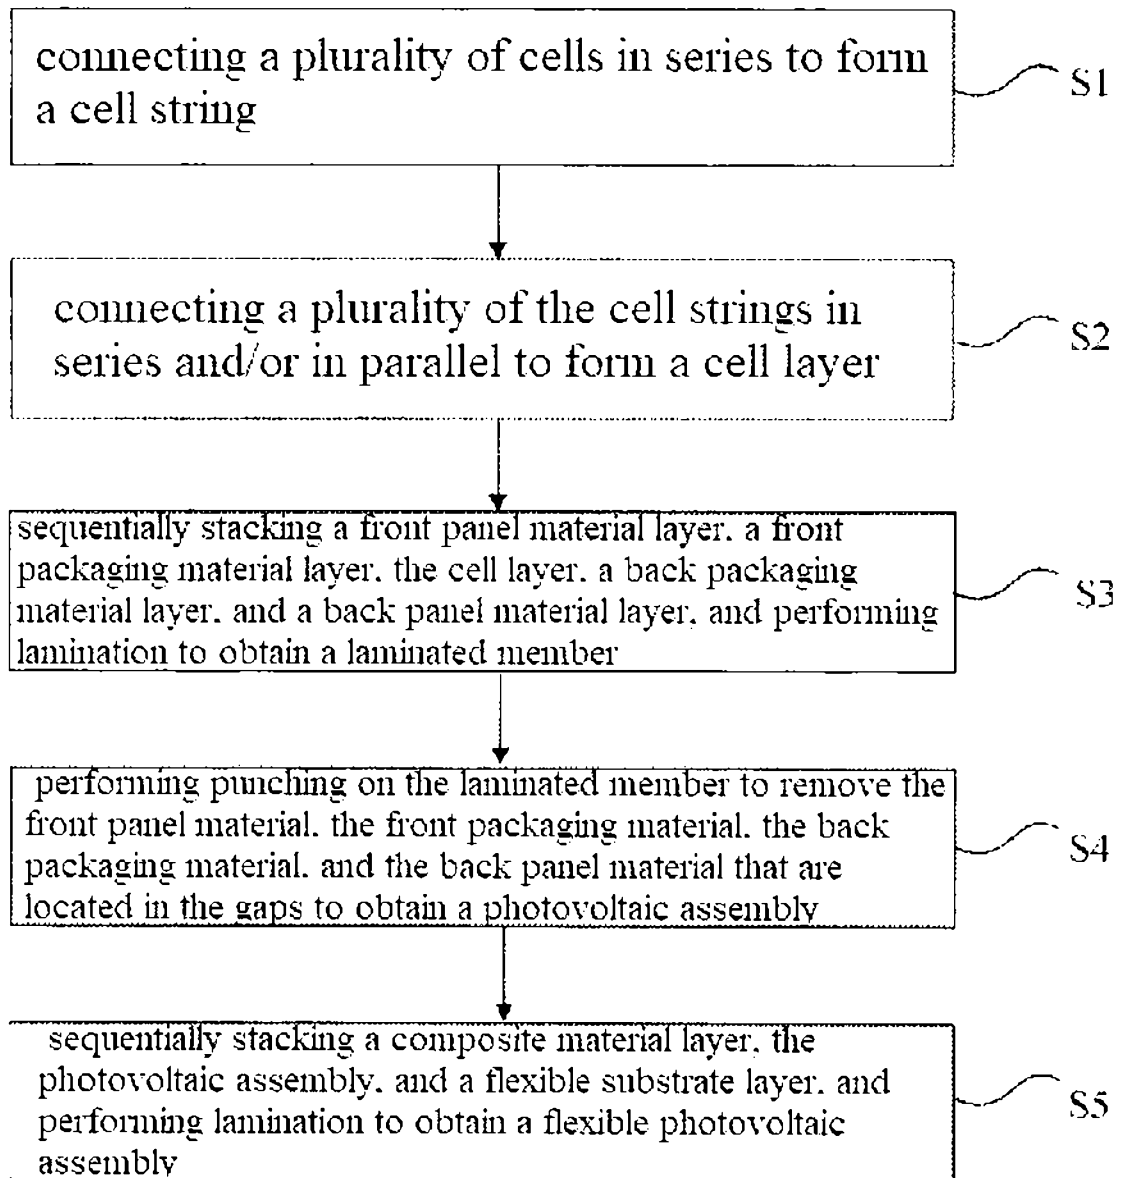 connecting a plurality of cells in series to form
a cell string
S1
connecting a plurality of the cell strings in
series and/or in parallel to form a cell layer
S2
sequentially stacking a front panel material layer, a front
packaging material layer, the cell layer, a back packaging
material layer, and a back panel material layer, and performing
lamination to obtain a laminated member
S3
performing punching on the laminated member to remove the
front panel material, the front packaging material, the back
packaging material, and the back panel material that are
located in the gaps to obtain a photovoltaic assembly
S4
sequentially stacking a composite material layer, the
photovoltaic assembly, and a flexible substrate layer, and
performing lamination to obtain a flexible photovoltaic
assembly
S5